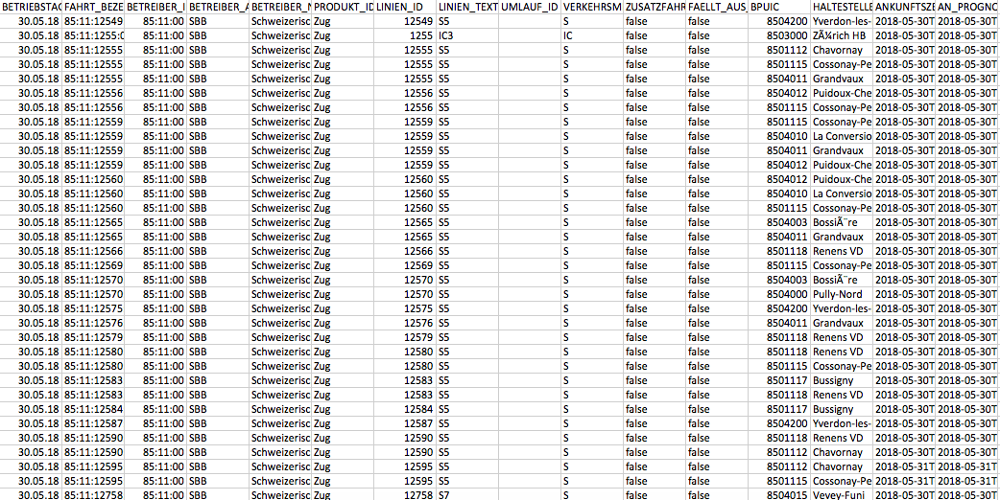 BETRIEBSTAG FAHRT_BEZE BETREIBER_I BETREIBER_A BETREIBER_N PRODUKT_ID LINIEN_ID LINIEN_TEXT UMLAUF_ID VERKEHRSM ZUSATZFAHR FAELLT_AUS_ BPUIC HALTESTELLE ANKUNFTSZE AN_PROGNO
30.05.18 85:11:12549 85:11:00 SBB Schweizerisc Zug 12549 S5 S false false 8504200 Yverdon-les- 2018-05-30T 2018-05-30T
30.05.18 85:11:1255:0 85:11:00 SBB Schweizerisc Zug 1255 IC3 IC false false 8503000 ZÃ¼rich HB 2018-05-30T 2018-05-30T
30.05.18 85:11:12555 85:11:00 SBB Schweizerisc Zug 12555 S5 S false false 8501112 Chavornay 2018-05-30T 2018-05-30T
30.05.18 85:11:12555 85:11:00 SBB Schweizerisc Zug 12555 S5 S false false 8501115 Cossonay-Pe 2018-05-30T 2018-05-30T
30.05.18 85:11:12555 85:11:00 SBB Schweizerisc Zug 12555 S5 S false false 8504011 Grandvaux 2018-05-30T 2018-05-30T
30.05.18 85:11:12556 85:11:00 SBB Schweizerisc Zug 12556 S5 S false false 8504012 Puidoux-Che 2018-05-30T 2018-05-30T
30.05.18 85:11:12556 85:11:00 SBB Schweizerisc Zug 12556 S5 S false false 8501115 Cossonay-Pe 2018-05-30T 2018-05-30T
30.05.18 85:11:12559 85:11:00 SBB Schweizerisc Zug 12559 S5 S false false 8501115 Cossonay-Pe 2018-05-30T 2018-05-30T
30.05.18 85:11:12559 85:11:00 SBB Schweizerisc Zug 12559 S5 S false false 8504010 La Conversio 2018-05-30T 2018-05-30T
30.05.18 85:11:12559 85:11:00 SBB Schweizerisc Zug 12559 S5 S false false 8504011 Grandvaux 2018-05-30T 2018-05-30T
30.05.18 85:11:12559 85:11:00 SBB Schweizerisc Zug 12559 S5 S false false 8504012 Puidoux-Che 2018-05-30T 2018-05-30T
30.05.18 85:11:12560 85:11:00 SBB Schweizerisc Zug 12560 S5 S false false 8504012 Puidoux-Che 2018-05-30T 2018-05-30T
30.05.18 85:11:12560 85:11:00 SBB Schweizerisc Zug 12560 S5 S false false 8504010 La Conversio 2018-05-30T 2018-05-30T
30.05.18 85:11:12560 85:11:00 SBB Schweizerisc Zug 12560 S5 S false false 8501115 Cossonay-Pe 2018-05-30T 2018-05-30T
30.05.18 85:11:12565 85:11:00 SBB Schweizerisc Zug 12565 S5 S false false 8504003 BossiÃ¨re 2018-05-30T 2018-05-30T
30.05.18 85:11:12565 85:11:00 SBB Schweizerisc Zug 12565 S5 S false false 8504011 Grandvaux 2018-05-30T 2018-05-30T
30.05.18 85:11:12566 85:11:00 SBB Schweizerisc Zug 12566 S5 S false false 8501118 Renens VD 2018-05-30T 2018-05-30T
30.05.18 85:11:12569 85:11:00 SBB Schweizerisc Zug 12569 S5 S false false 8501115 Cossonay-Pe 2018-05-30T 2018-05-30T
30.05.18 85:11:12570 85:11:00 SBB Schweizerisc Zug 12570 S5 S false false 8504003 BossiÃ¨re 2018-05-30T 2018-05-30T
30.05.18 85:11:12570 85:11:00 SBB Schweizerisc Zug 12570 S5 S false false 8504000 Pully-Nord 2018-05-30T 2018-05-30T
30.05.18 85:11:12575 85:11:00 SBB Schweizerisc Zug 12575 S5 S false false 8504200 Yverdon-les- 2018-05-30T 2018-05-30T
30.05.18 85:11:12576 85:11:00 SBB Schweizerisc Zug 12576 S5 S false false 8504011 Grandvaux 2018-05-30T 2018-05-30T
30.05.18 85:11:12579 85:11:00 SBB Schweizerisc Zug 12579 S5 S false false 8501118 Renens VD 2018-05-30T 2018-05-30T
30.05.18 85:11:12580 85:11:00 SBB Schweizerisc Zug 12580 S5 S false false 8501118 Renens VD 2018-05-30T 2018-05-30T
30.05.18 85:11:12580 85:11:00 SBB Schweizerisc Zug 12580 S5 S false false 8501115 Cossonay-Pe 2018-05-30T 2018-05-30T
30.05.18 85:11:12583 85:11:00 SBB Schweizerisc Zug 12583 S5 S false false 8501117 Bussigny 2018-05-30T 2018-05-30T
30.05.18 85:11:12583 85:11:00 SBB Schweizerisc Zug 12583 S5 S false false 8501118 Renens VD 2018-05-30T 2018-05-30T
30.05.18 85:11:12584 85:11:00 SBB Schweizerisc Zug 12584 S5 S false false 8501117 Bussigny 2018-05-30T 2018-05-30T
30.05.18 85:11:12587 85:11:00 SBB Schweizerisc Zug 12587 S5 S false false 8504200 Yverdon-les- 2018-05-30T 2018-05-30T
30.05.18 85:11:12590 85:11:00 SBB Schweizerisc Zug 12590 S5 S false false 8501118 Renens VD 2018-05-30T 2018-05-30T
30.05.18 85:11:12590 85:11:00 SBB Schweizerisc Zug 12590 S5 S false false 8501112 Chavornay 2018-05-30T 2018-05-30T
30.05.18 85:11:12595 85:11:00 SBB Schweizerisc Zug 12595 S5 S false false 8501112 Chavornay 2018-05-31T 2018-05-31T
30.05.18 85:11:12595 85:11:00 SBB Schweizerisc Zug 12595 S5 S false false 8501115 Cossonay-Pe 2018-05-31T 2018-05-31T
30.05.18 85:11:12758 85:11:00 SBB Schweizerisc Zug 12758 S7 S false false 8504015 Vevey-Funi 2018-05-30T 2018-05-30T